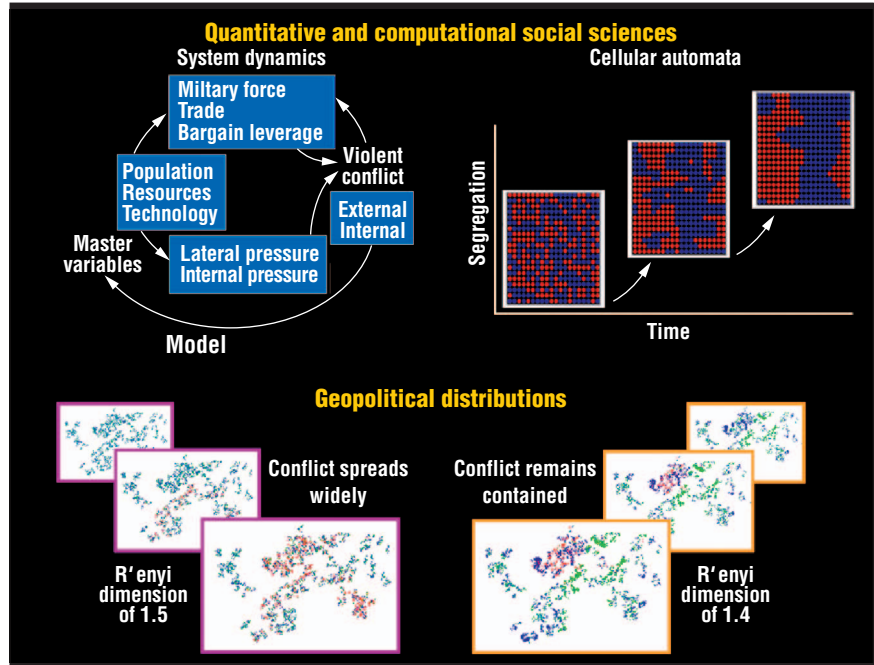 Quantitative and computational social sciences
System dynamics
Miltary force
Trade
Bargain leverage
Population
Resources
Technology
Violent
conflict
External
Internal
Master
variables
Lateral pressure
Internal pressure
Model
Cellular automata
Segregation
Time
Geopolitical distributions
Conflict spreads
widely
R'enyi
dimension
of 1.5
Conflict remains
contained
R'enyi
dimension
of 1.4